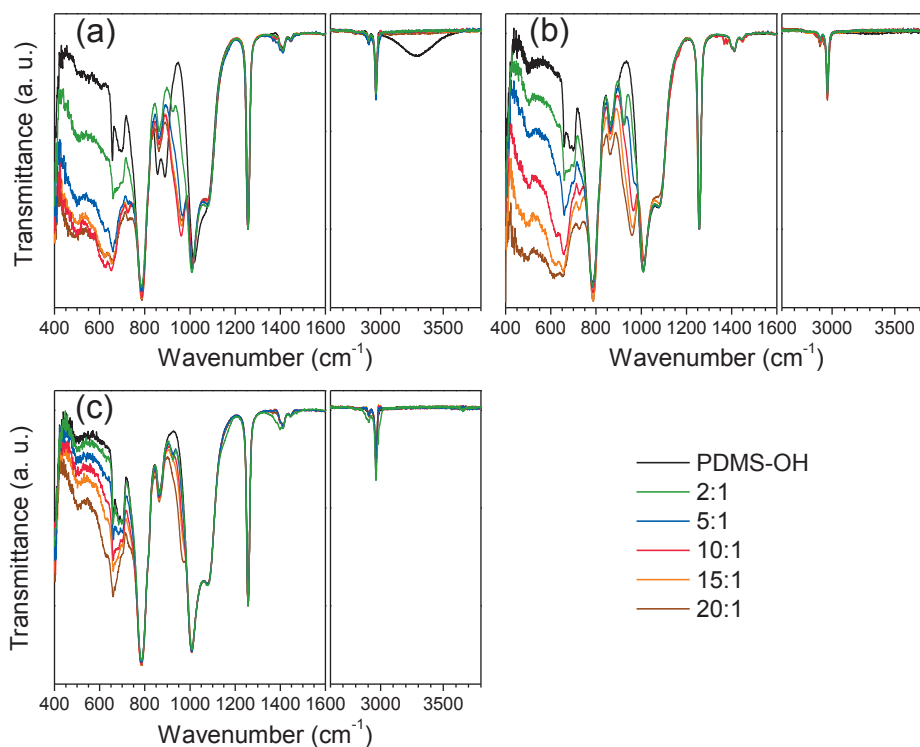 (a)
(b)
Transmittance (a. u.)
400 600 800 1000 1200 1400 1600 3000 3500
400 600 800 1000 1200 1400 1600 3000 3500
Wavenumber (cm⁻¹)
Wavenumber (cm⁻¹)
(c)
Transmittance (a. u.)
PDMS-OH
2:1
5:1
10:1
15:1
20:1
400 600 800 1000 1200 1400 1600 3000 3500
Wavenumber (cm⁻¹)